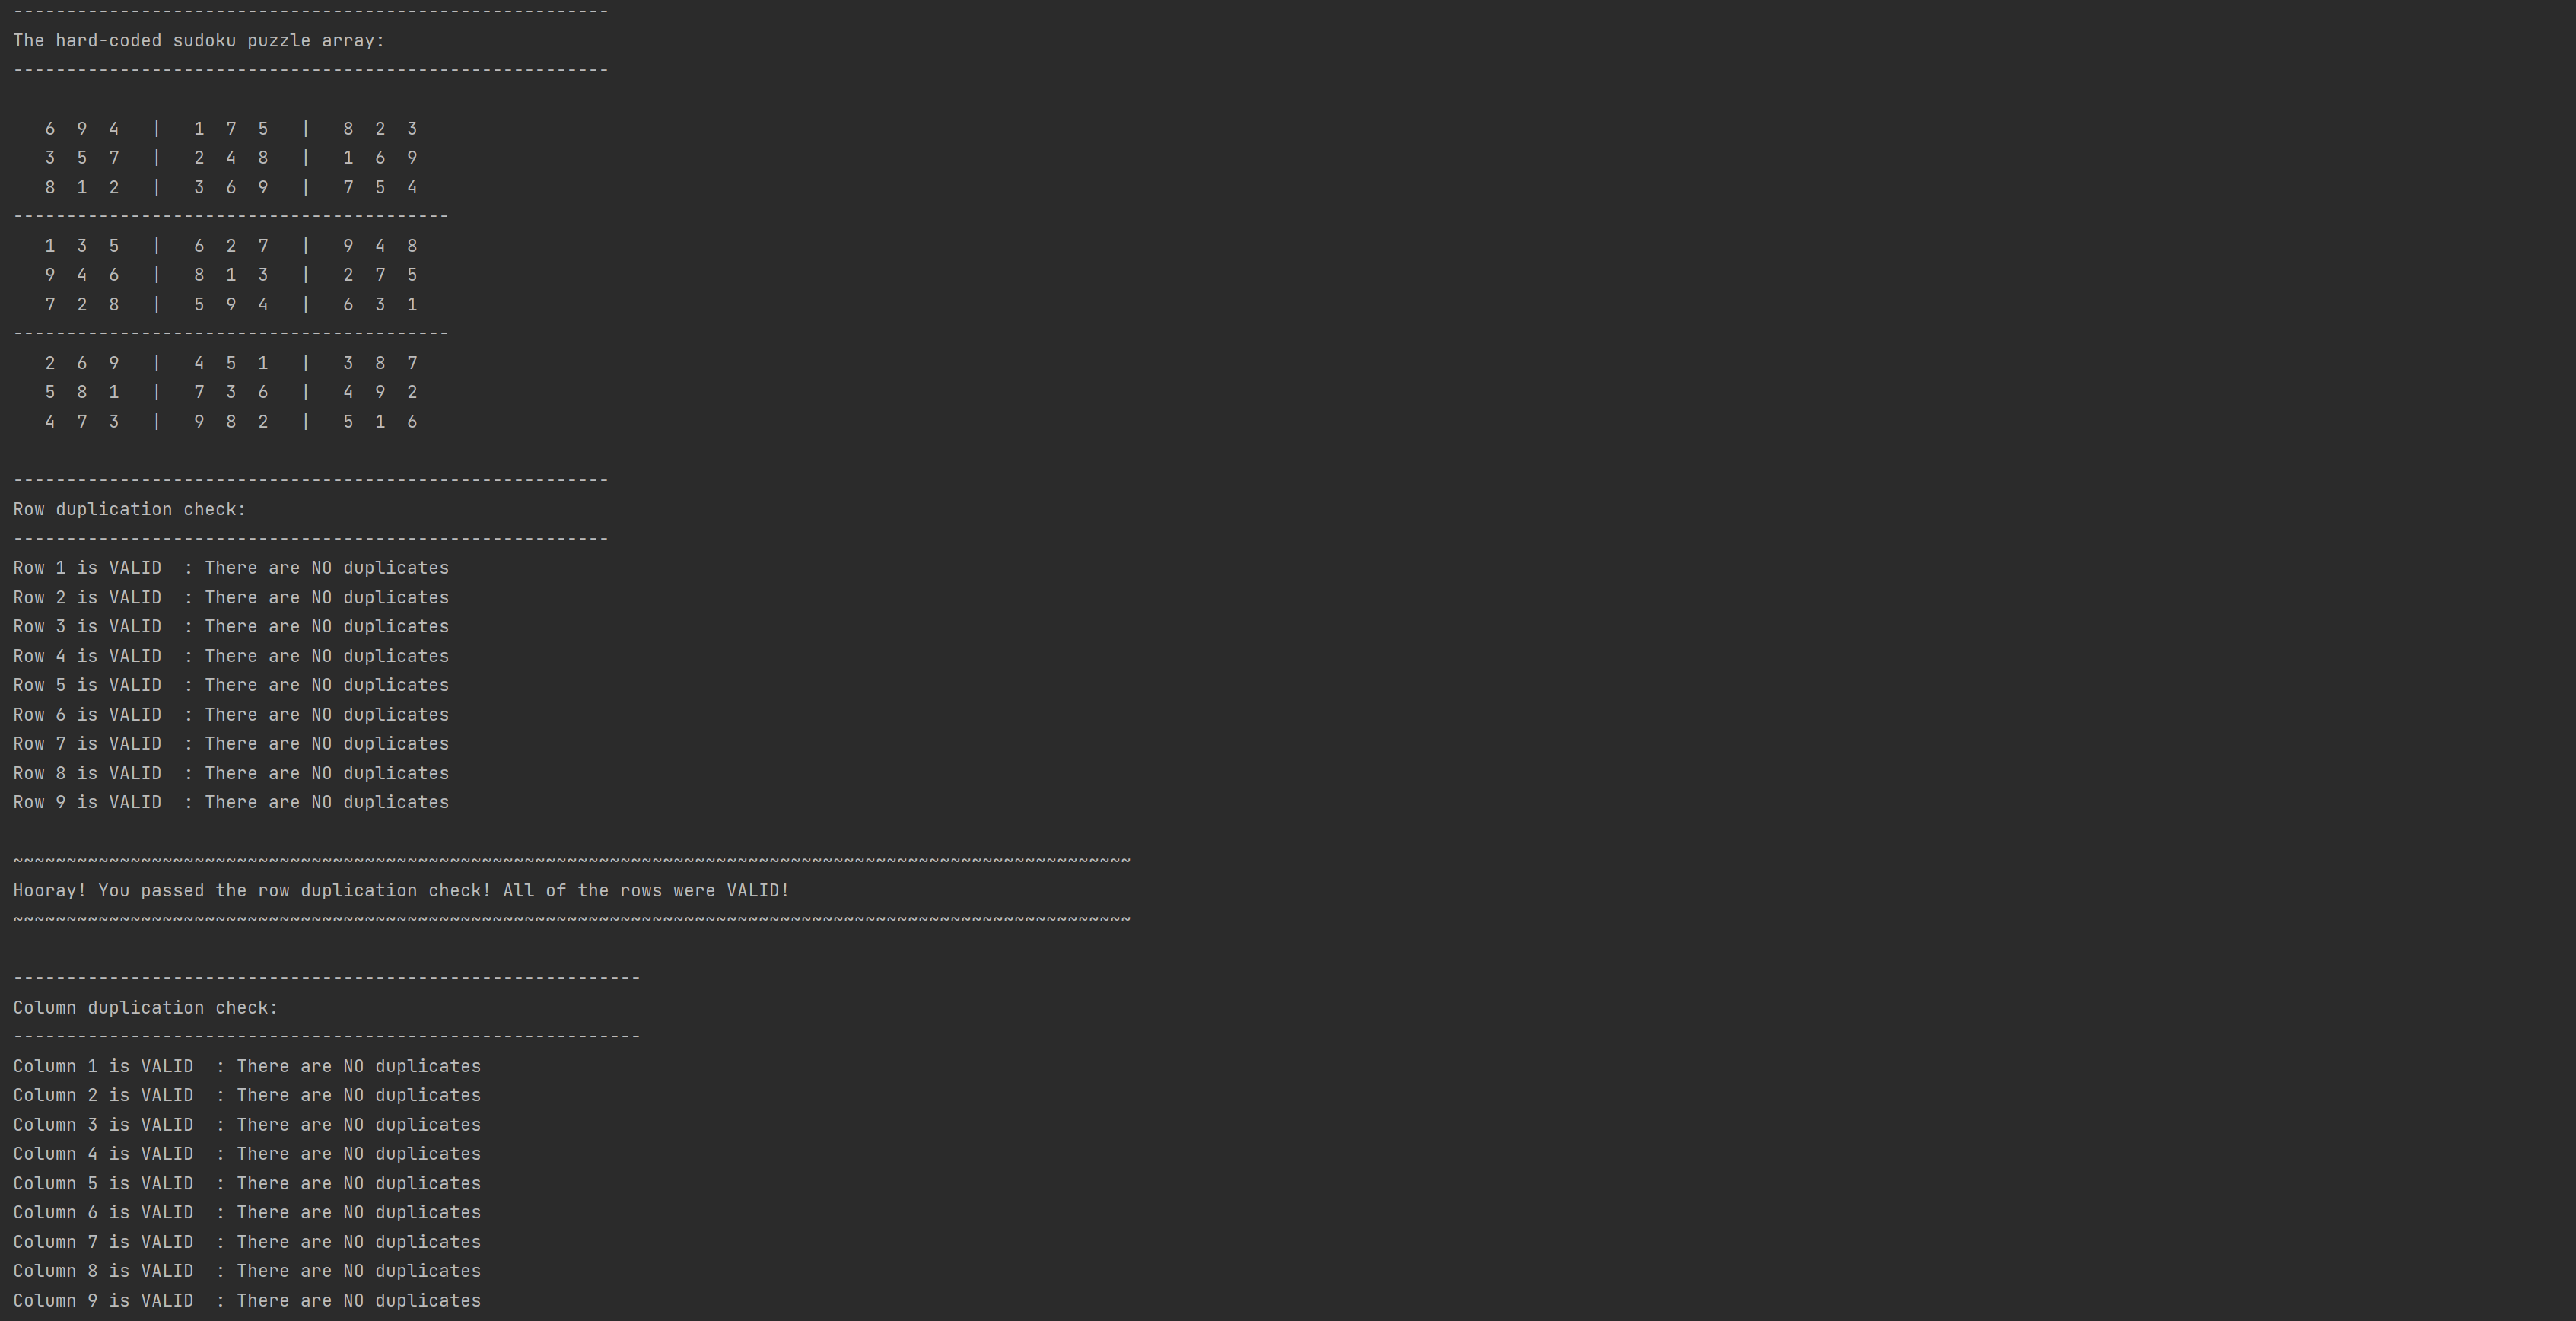 --------------------------------------------------------
The hard-coded sudoku puzzle array:
--------------------------------------------------------
   6  9  4   |   1  7  5   |   8  2  3
   3  5  7   |   2  4  8   |   1  6  9
   8  1  2   |   3  6  9   |   7  5  4
-----------------------------------------
   1  3  5   |   6  2  7   |   9  4  8
   9  4  6   |   8  1  3   |   2  7  5
   7  2  8   |   5  9  4   |   6  3  1
-----------------------------------------
   2  6  9   |   4  5  1   |   3  8  7
   5  8  1   |   7  3  6   |   4  9  2
   4  7  3   |   9  8  2   |   5  1  6
--------------------------------------------------------
Row duplication check:
--------------------------------------------------------
Row 1 is VALID  : There are NO duplicates
Row 2 is VALID  : There are NO duplicates
Row 3 is VALID  : There are NO duplicates
Row 4 is VALID  : There are NO duplicates
Row 5 is VALID  : There are NO duplicates
Row 6 is VALID  : There are NO duplicates
Row 7 is VALID  : There are NO duplicates
Row 8 is VALID  : There are NO duplicates
Row 9 is VALID  : There are NO duplicates
~~~~~~~~~~~~~~~~~~~~~~~~~~~~~~~~~~~~~~~~~~~~~~~~~~~~~~~~~~~~~~~~~~~~~~~~~~~~~~~~~~~~~~~~~~~~~~~~~~~~~~~~~
Hooray! You passed the row duplication check! All of the rows were VALID!
~~~~~~~~~~~~~~~~~~~~~~~~~~~~~~~~~~~~~~~~~~~~~~~~~~~~~~~~~~~~~~~~~~~~~~~~~~~~~~~~~~~~~~~~~~~~~~~~~~~~~~~~~
-----------------------------------------------------------
Column duplication check:
-----------------------------------------------------------
Column 1 is VALID  : There are NO duplicates
Column 2 is VALID  : There are NO duplicates
Column 3 is VALID  : There are NO duplicates
Column 4 is VALID  : There are NO duplicates
Column 5 is VALID  : There are NO duplicates
Column 6 is VALID  : There are NO duplicates
Column 7 is VALID  : There are NO duplicates
Column 8 is VALID  : There are NO duplicates
Column 9 is VALID  : There are NO duplicates